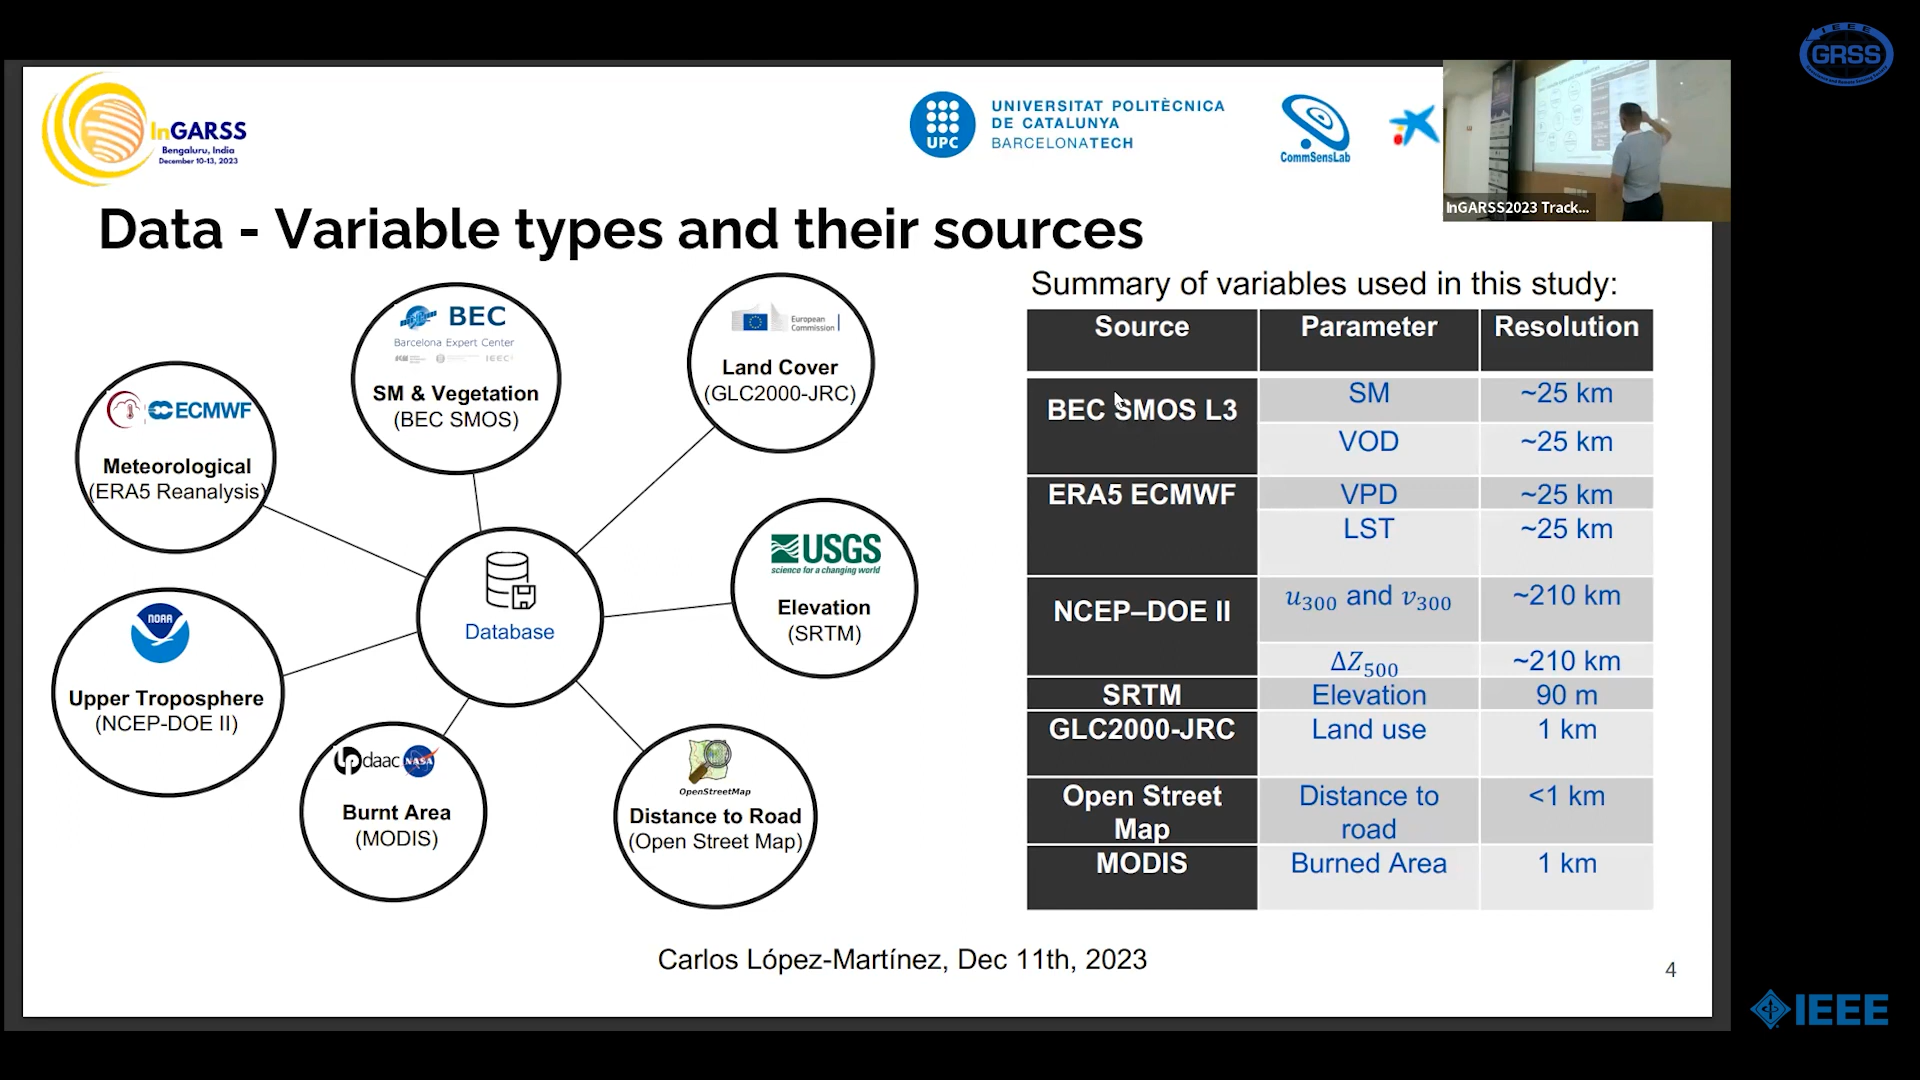 IEEE
GRSS
InGARSS
Bengaluru, India
December 10-13, 2023
UPC
UNIVERSITAT POLITÈCNICA
DE CATALUNYA
BARCELONATECH
CommSensLab
InGARSS2023 Track...
Data - Variable types and their sources
BEC
Barcelona Expert Center
IEEC
SM & Vegetation
(BEC SMOS)
European
Commission
Land Cover
(GLC2000-JRC)
ECMWF
Meteorological
(ERA5 Reanalysis)
USGS
science for a changing world
Elevation
(SRTM)
Database
NOAA
Upper Troposphere
(NCEP-DOE II)
lpdaac NASA
Burnt Area
(MODIS)
OpenStreetMap
Distance to Road
(Open Street Map)
Summary of variables used in this study:
Source Parameter Resolution
BEC SMOS L3 SM ~25 km
VOD ~25 km
ERA5 ECMWF VPD ~25 km
LST ~25 km
NCEP–DOE II u300 and v300 ~210 km
ΔZ500 ~210 km
SRTM Elevation 90 m
GLC2000-JRC Land use 1 km
Open Street Map Distance to road <1 km
MODIS Burned Area 1 km
Carlos López-Martínez, Dec 11th, 2023
4
IEEE